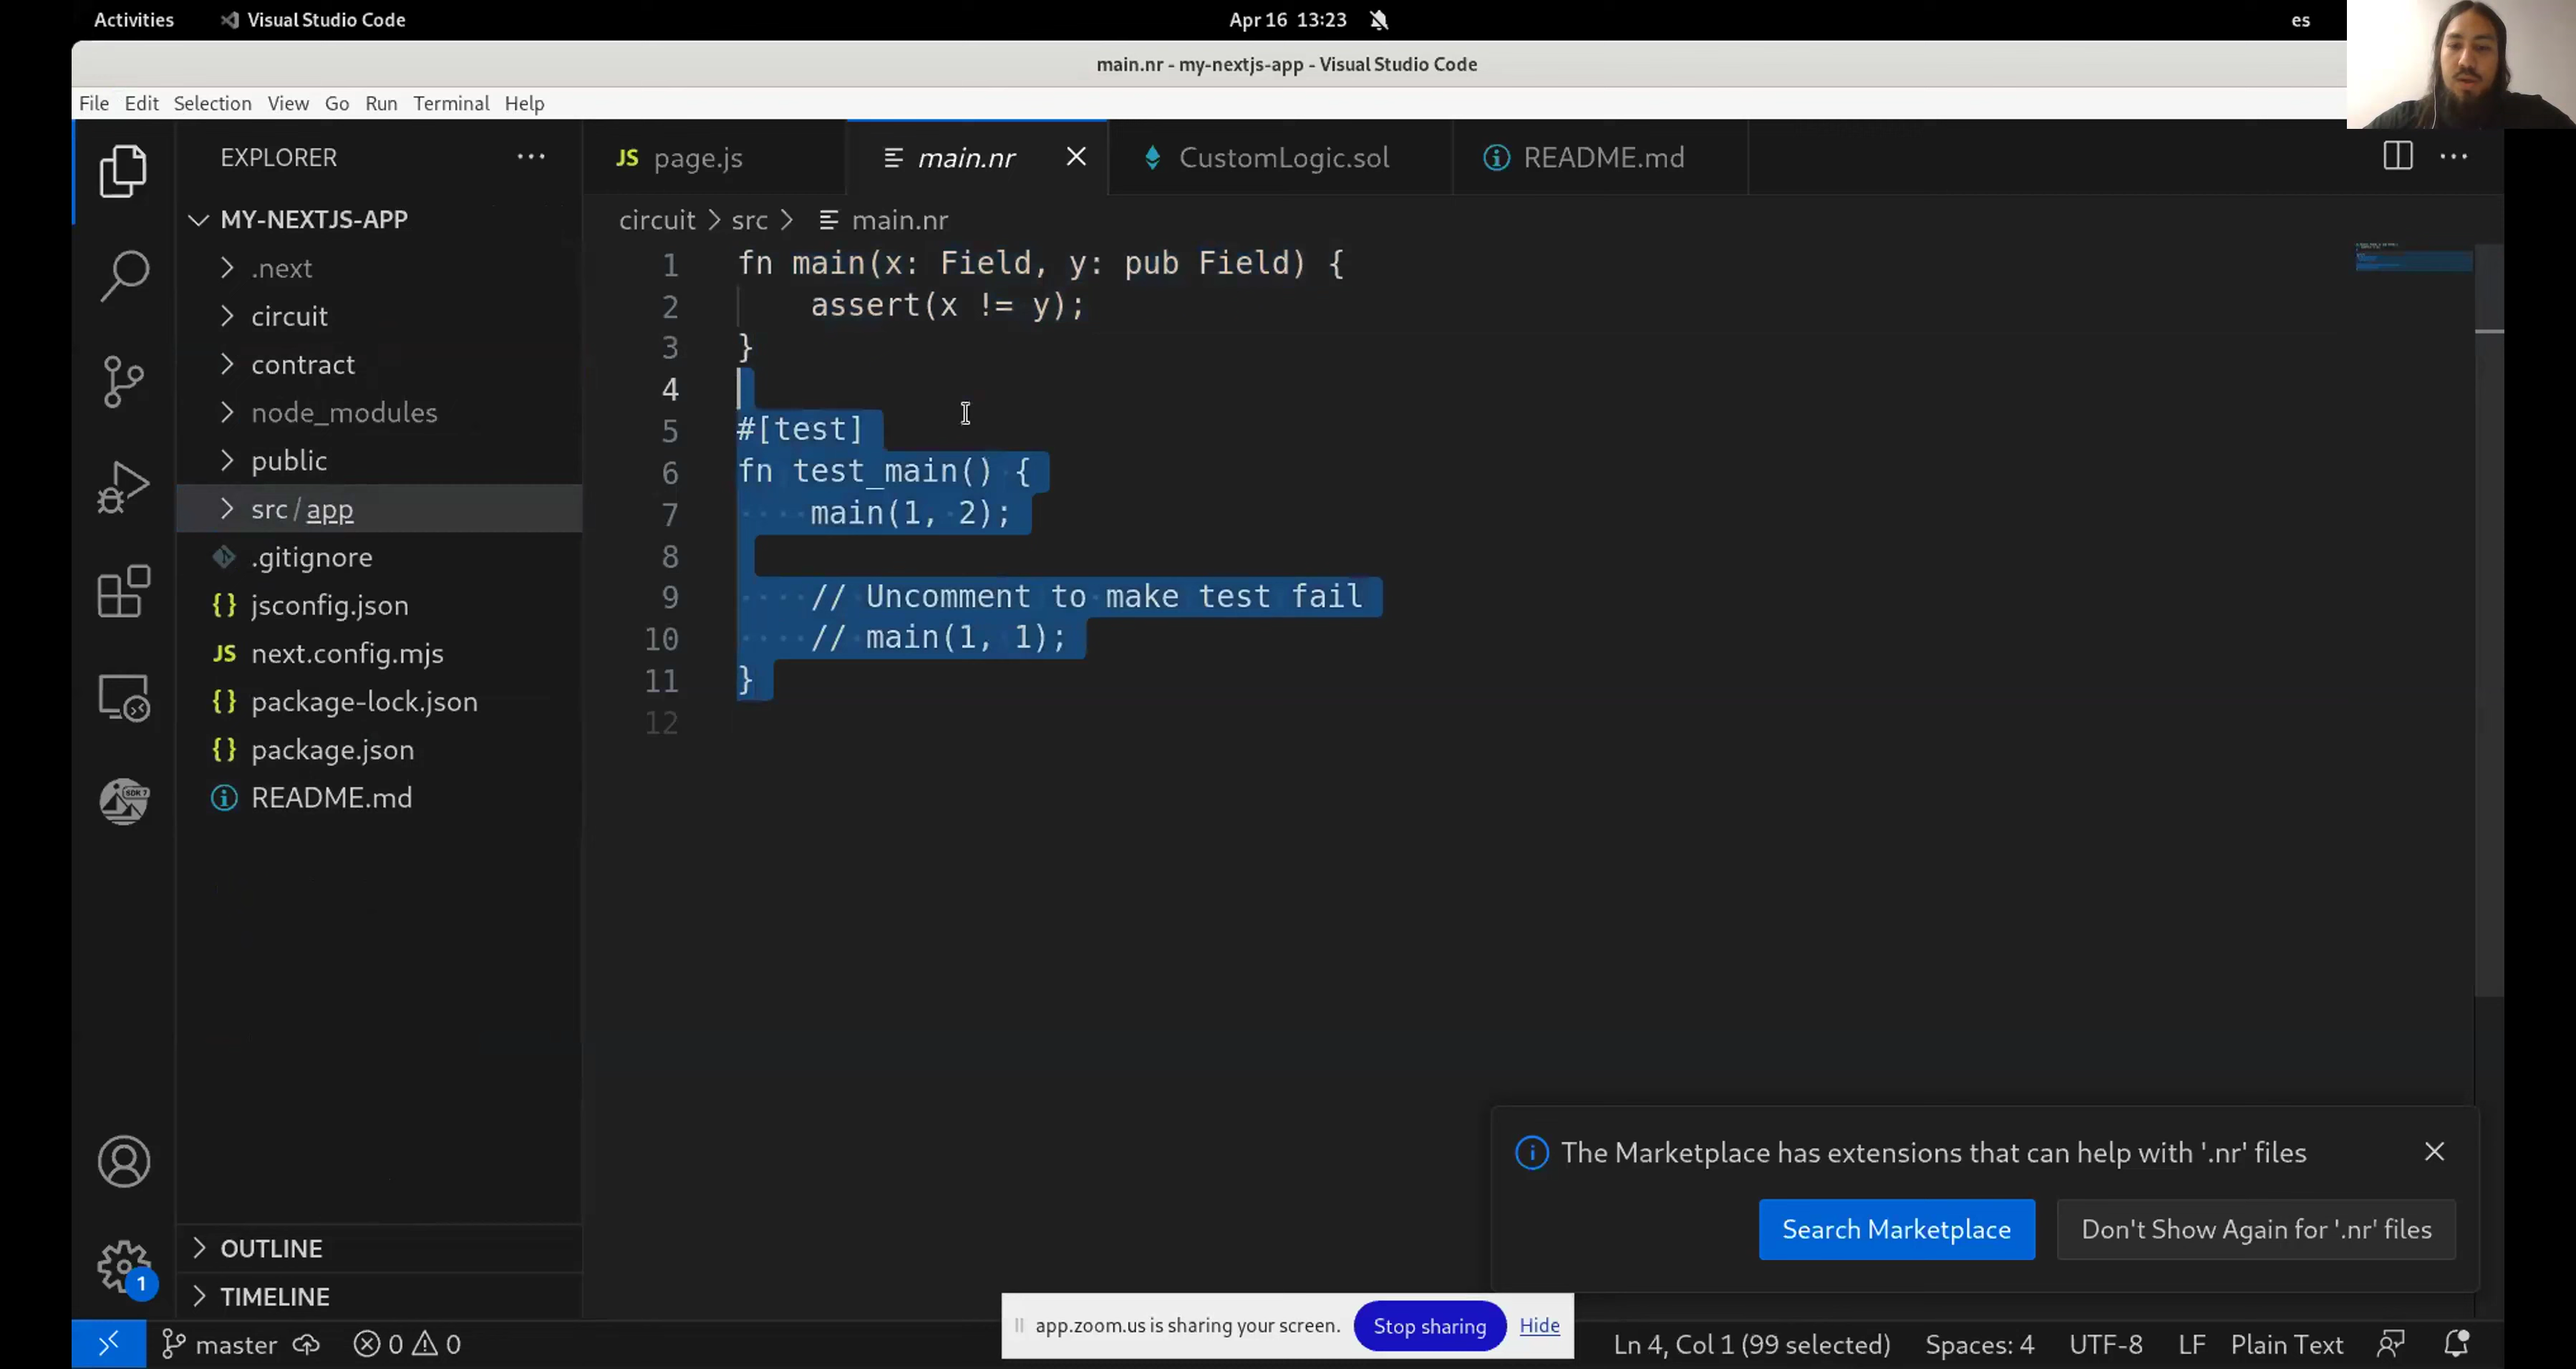 Activities Visual Studio Code Apr 16 13:23 es
main.nr - my-nextjs-app - Visual Studio Code
File Edit Selection View Go Run Terminal Help
EXPLORER ···
MY-NEXTJS-APP
.next
circuit
contract
node_modules
public
src / app
.gitignore
{} jsconfig.json
JS next.config.mjs
{} package-lock.json
{} package.json
README.md
SDK 7
1
OUTLINE
TIMELINE
JS page.js main.nr CustomLogic.sol README.md
circuit > src > main.nr
1 fn main(x: Field, y: pub Field) {
2 assert(x != y);
3 }
4
5 #[test]
6 fn test_main() {
7 main(1, 2);
8
9 // Uncomment to make test fail
10 // main(1, 1);
11 }
12
The Marketplace has extensions that can help with '.nr' files
Search Marketplace Don't Show Again for '.nr' files
app.zoom.us is sharing your screen. Stop sharing Hide
master 0 0 Ln 4, Col 1 (99 selected) Spaces: 4 UTF-8 LF Plain Text